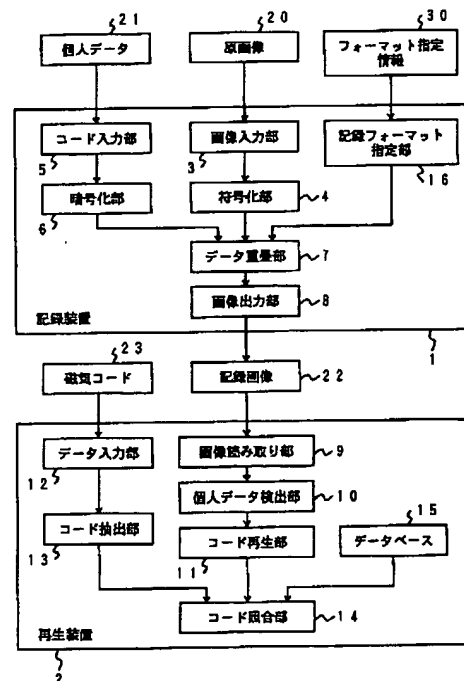 21
20
30
個人データ
原画像
フォーマット指定
情報
コード入力部
画像入力部
記録フォーマット
指定部
5
3
16
暗号化部
符号化部
4
6
データ重畳部
7
画像出力部
8
記録装置
1
23
磁気コード
記録画像
22
データ入力部
画像読み取り部
9
12
個人データ検出部
10
15
コード抽出部
コード再生部
データベース
13
11
コード照合部
14
再生装置
2